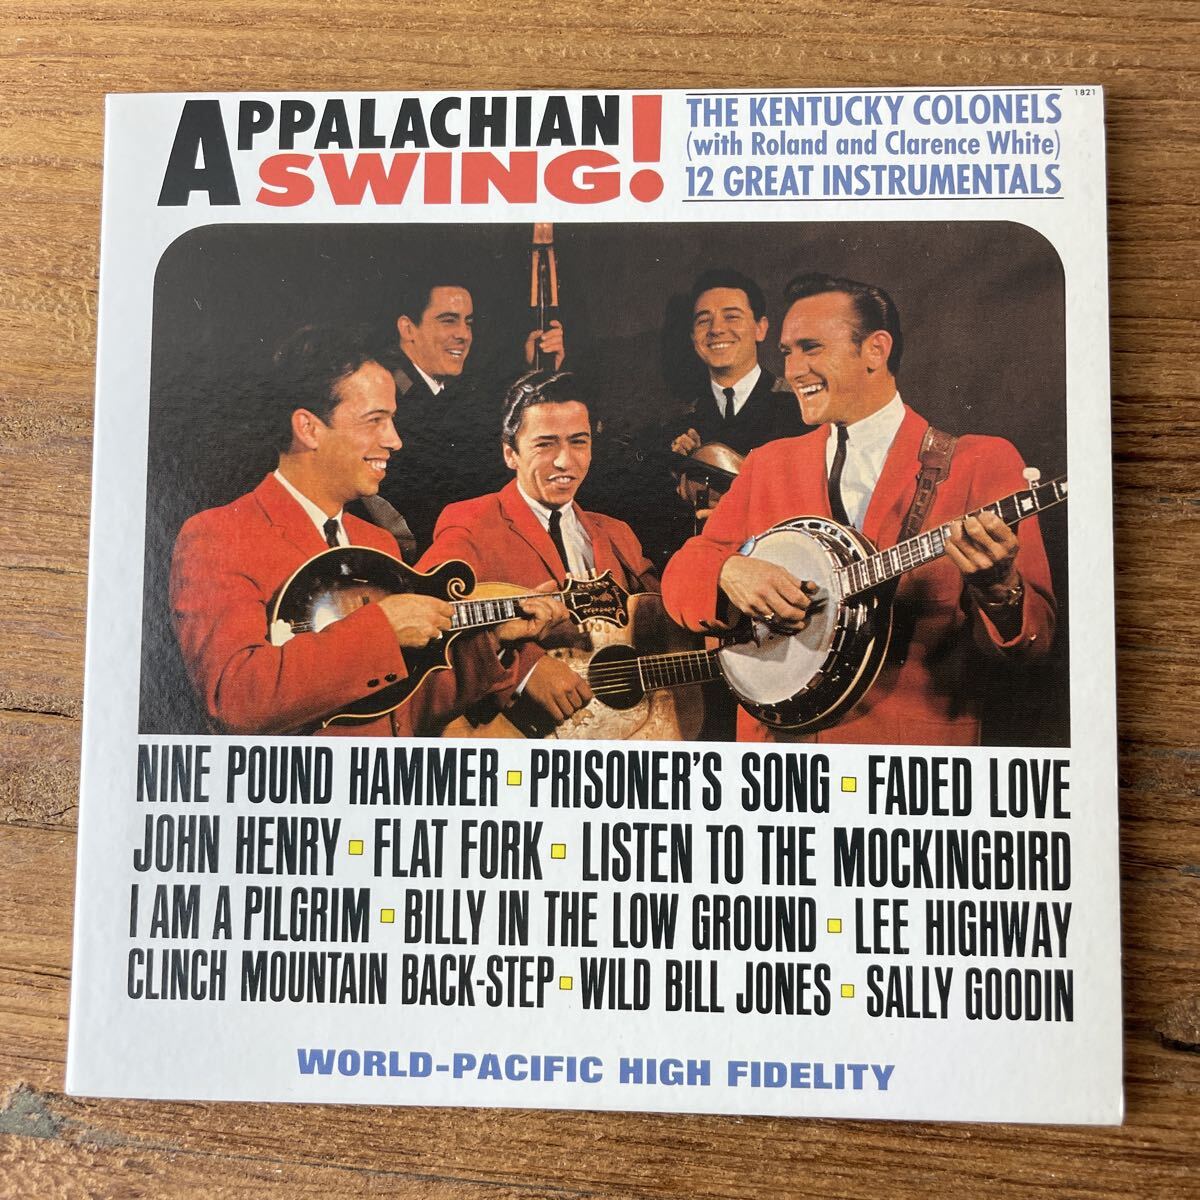 APPALACHIAN
SWING!
THE KENTUCKY COLONELS
(with Roland and Clarence White)
12 GREAT INSTRUMENTALS
1821
NINE POUND HAMMER ▪ PRISONER'S SONG ▪ FADED LOVE
JOHN HENRY ▪ FLAT FORK ▪ LISTEN TO THE MOCKINGBIRD
I AM A PILGRIM ▪ BILLY IN THE LOW GROUND ▪ LEE HIGHWAY
CLINCH MOUNTAIN BACK-STEP ▪ WILD BILL JONES ▪ SALLY GOODIN
WORLD-PACIFIC HIGH FIDELITY